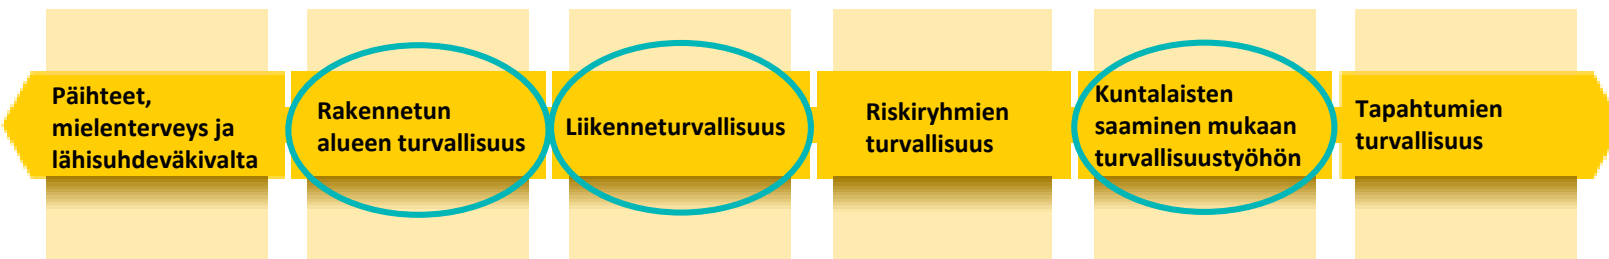 Päihteet,
mielenterveys ja
lähisuhdeväkivalta
Rakennetun
alueen turvallisuus
Liikenneturvallisuus
Riskiryhmien
turvallisuus
Kuntalaisten
saaminen mukaan
turvallisuustyöhön
Tapahtumien
turvallisuus